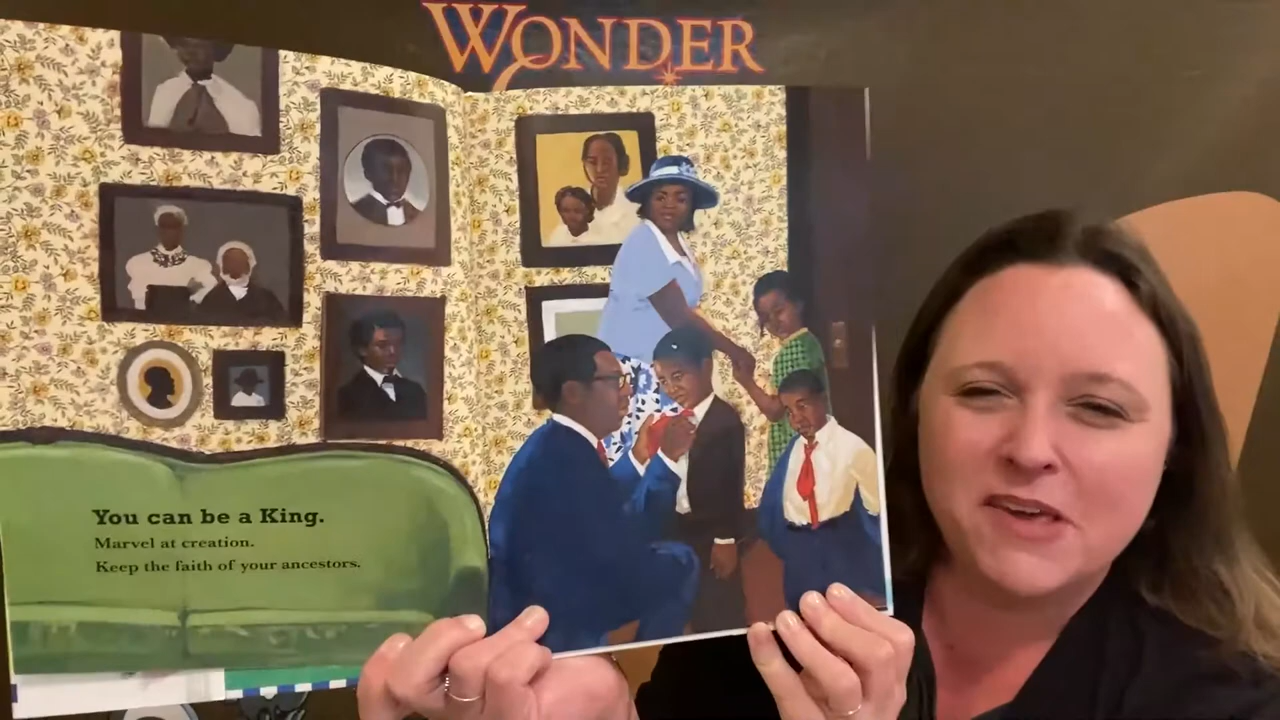 WONDER
You can be a King.
Marvel at creation.
Keep the faith of your ancestors.